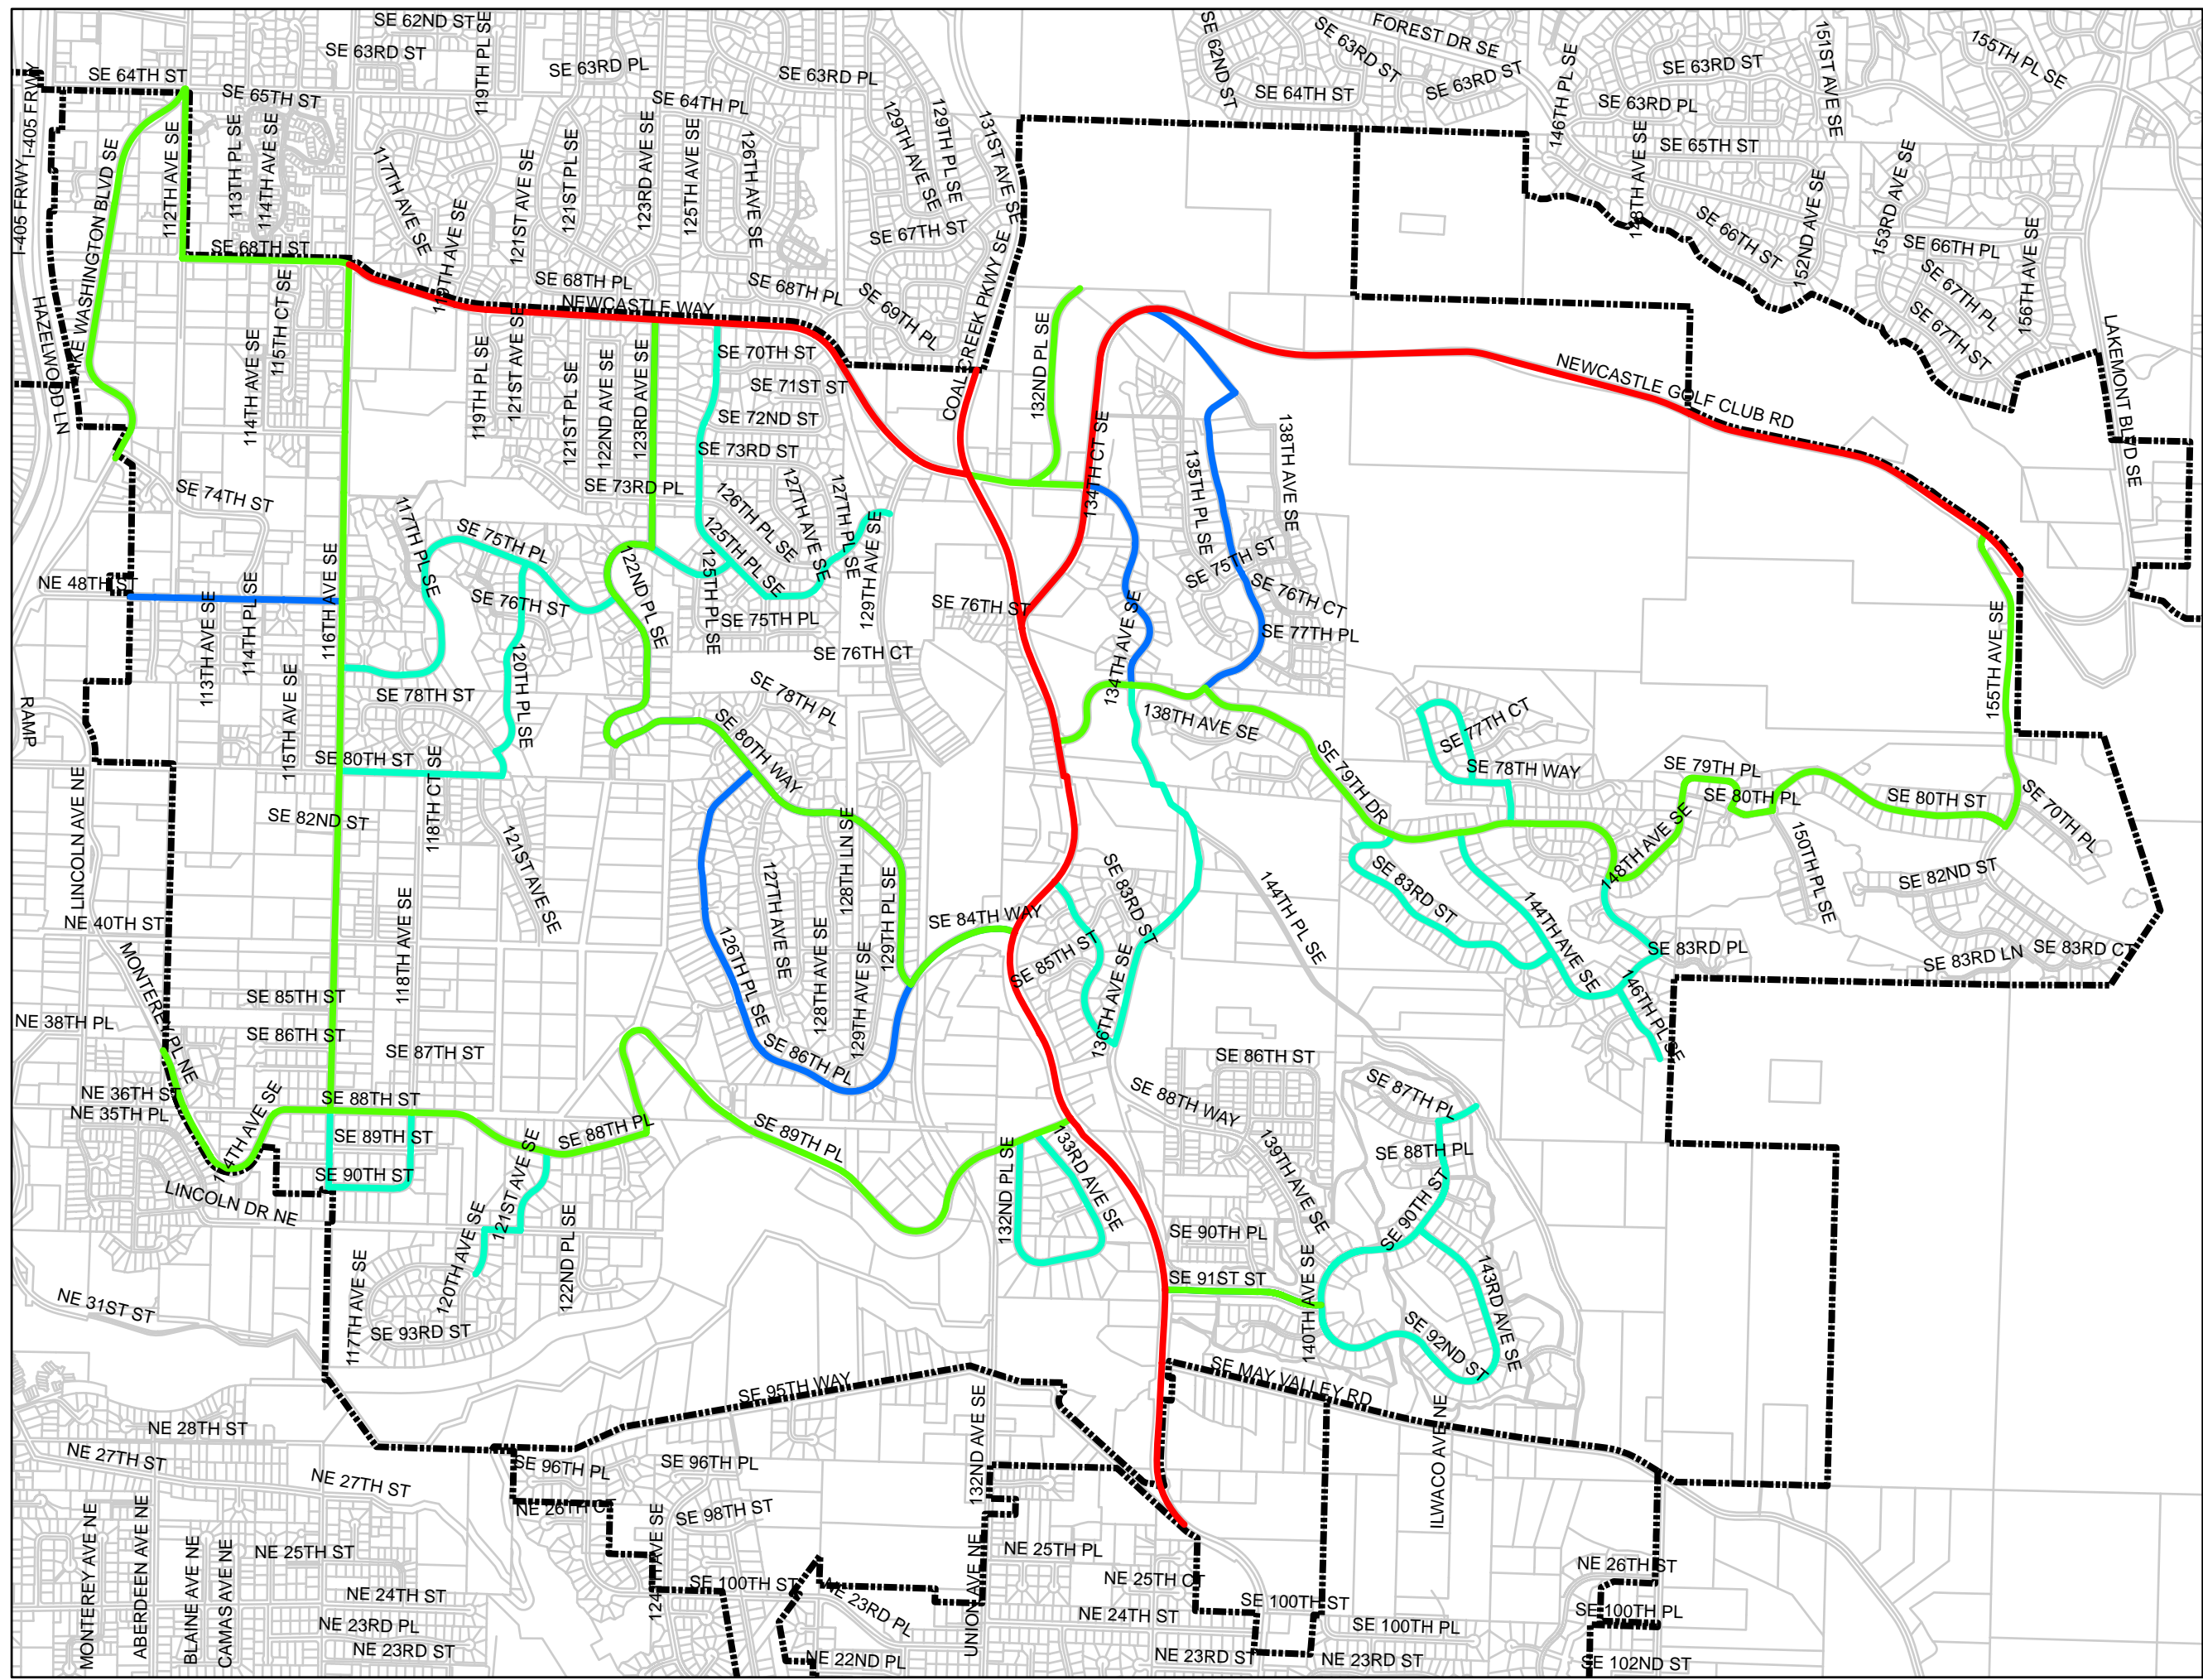 SE 62ND ST
SE 63RD ST
119TH PL SE
SE 63RD PL
SE 63RD PL
SE 62ND ST
SE 63RD ST
FOREST DR SE
SE 63RD ST
SE 64TH ST
146TH PL SE
SE 63RD ST
151ST AVE SE
155TH PL SE
SE 63RD PL
I-405 FRWY
SE 64TH ST
SE 65TH ST
SE 64TH PL
129TH AVE SE
129TH PL SE
131ST AVE SE
148TH AVE SE
SE 65TH ST
152ND AVE SE
153RD AVE SE
SE 66TH ST
SE 66TH PL
SE 67TH PL
SE 67TH ST
156TH AVE SE
I-405 FRWY
HAZELWOOD LN
LAKE WASHINGTON BLVD SE
112TH AVE SE
113TH PL SE
114TH AVE SE
117TH AVE SE
119TH AVE SE
121ST AVE SE
121ST PL SE
123RD AVE SE
125TH AVE SE
126TH AVE SE
SE 67TH ST
SE 68TH ST
SE 68TH PL
SE 68TH PL
SE 69TH PL
NEWCASTLE WAY
COAL CREEK PKWY SE
132ND PL SE
134TH CT SE
NEWCASTLE GOLF CLUB RD
LAKEMONT BLVD SE
114TH AVE SE
115TH CT SE
119TH PL SE
121ST AVE SE
121ST PL SE
122ND AVE SE
123RD AVE SE
SE 70TH ST
SE 71ST ST
SE 72ND ST
SE 73RD ST
SE 73RD PL
SE 74TH ST
135TH PL SE
138TH AVE SE
117TH PL SE
SE 75TH PL
SE 76TH ST
122ND PL SE
126TH PL SE
125TH PL SE
127TH AVE SE
127TH PL SE
129TH AVE SE
125TH PL SE
SE 75TH PL
SE 76TH CT
SE 76TH ST
SE 75TH ST
SE 76TH CT
SE 77TH PL
134TH AVE SE
155TH AVE SE
NE 48TH ST
113TH AVE SE
114TH PL SE
116TH AVE SE
115TH AVE SE
113TH AVE SE
SE 78TH ST
120TH PL SE
SE 78TH PL
138TH AVE SE
SE 77TH CT
SE 78TH WAY
SE 79TH PL
SE 80TH PL
SE 80TH ST
SE 70TH PL
RAMP
LINCOLN AVE NE
SE 80TH ST
118TH CT SE
SE 82ND ST
121ST AVE SE
SE 80TH WAY
128TH LN SE
SE 79TH DR
148TH AVE SE
150TH PL SE
SE 82ND ST
NE 40TH ST
MONTEREY PL NE
118TH AVE SE
127TH AVE SE
128TH AVE SE
129TH PL SE
129TH AVE SE
126TH PL SE
SE 86TH PL
SE 84TH WAY
SE 83RD ST
SE 85TH ST
136TH AVE SE
144TH PL SE
SE 83RD ST
144TH AVE SE
SE 83RD PL
146TH PL SE
SE 83RD LN
SE 83RD CT
NE 38TH PL
SE 85TH ST
SE 86TH ST
SE 87TH ST
NE 36TH ST
NE 35TH PL
114TH AVE SE
SE 88TH ST
SE 89TH ST
SE 90TH ST
SE 88TH PL
SE 89TH PL
SE 86TH ST
SE 88TH WAY
SE 87TH PL
SE 88TH PL
139TH AVE SE
SE 90TH ST
132ND PL SE
133RD AVE SE
LINCOLN DR NE
120TH AVE SE
121ST AVE SE
122ND PL SE
117TH AVE SE
SE 93RD ST
SE 90TH PL
SE 91ST ST
140TH AVE SE
143RD AVE SE
SE 92ND ST
NE 31ST ST
SE 95TH WAY
SE MAY VALLEY RD
ILWACO AVE NE
NE 28TH ST
NE 27TH ST
NE 27TH ST
SE 96TH PL
SE 96TH PL
NE 26TH CT
SE 98TH ST
124TH AVE SE
132ND AVE SE
UNION AVE NE
MONTEREY AVE NE
ABERDEEN AVE NE
BLAINE AVE NE
CAMAS AVE NE
NE 25TH ST
NE 24TH ST
NE 23RD PL
NE 23RD ST
SE 100TH ST
NE 23RD PL
NE 22ND PL
NE 25TH PL
NE 25TH CT
NE 24TH ST
NE 23RD ST
SE 100TH ST
SE 100TH PL
NE 23RD ST
NE 26TH ST
SE 100TH PL
SE 102ND ST